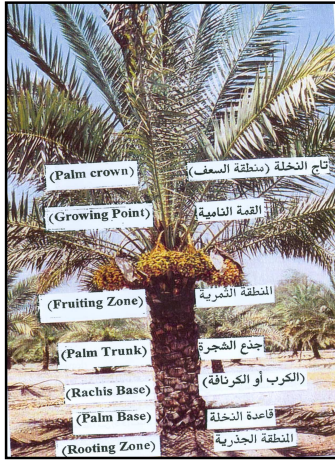 (Palm crown) تاج النخلة (منطقة السعف)
(Growing Point) القمة النامية
(Fruiting Zone) المنطقة الثمرية
(Palm Trunk) جذع الشجرة
(Rachis Base) (الكرب أو الكرنافة)
(Palm Base) قاعدة النخلة
(Rooting Zone) المنطقة الجذرية